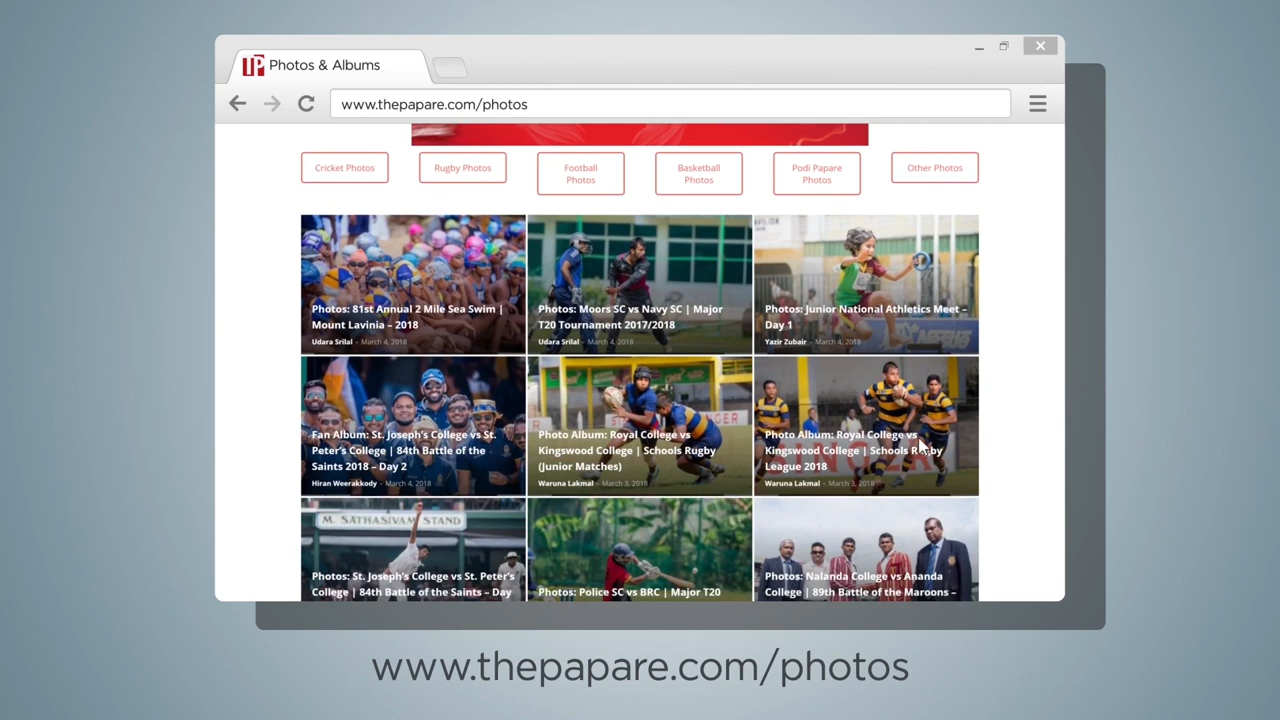 Photos & Albums
www.thepapare.com/photos
Cricket Photos
Rugby Photos
Football
Photos
Basketball
Photos
Podi Papare
Photos
Other Photos
Photos: 81st Annual 2 Mile Sea Swim |
Mount Lavinia – 2018
Udara Srilal - March 4, 2018
Photos: Moors SC vs Navy SC | Major
T20 Tournament 2017/2018
Udara Srilal - March 4, 2018
PAVILION
Photos: Junior National Athletics Meet –
Day 1
Yazir Zubair - March 4, 2018
Fan Album: St. Joseph's College vs St.
Peter's College | 84th Battle of the
Saints 2018 – Day 2
Hiran Weerakkody - March 4, 2018
Photo Album: Royal College vs
Kingswood College | Schools Rugby
(Junior Matches)
Waruna Lakmal - March 3, 2018
Photo Album: Royal College vs
Kingswood College | Schools Rugby
League 2018
Waruna Lakmal - March 3, 2018
M. SATHASIVAM STAND
Photos: St. Joseph's College vs St. Peter's
College | 84th Battle of the Saints – Day
Photos: Police SC vs BRC | Major T20
Photos: Nalanda College vs Ananda
College | 89th Battle of the Maroons –
www.thepapare.com/photos